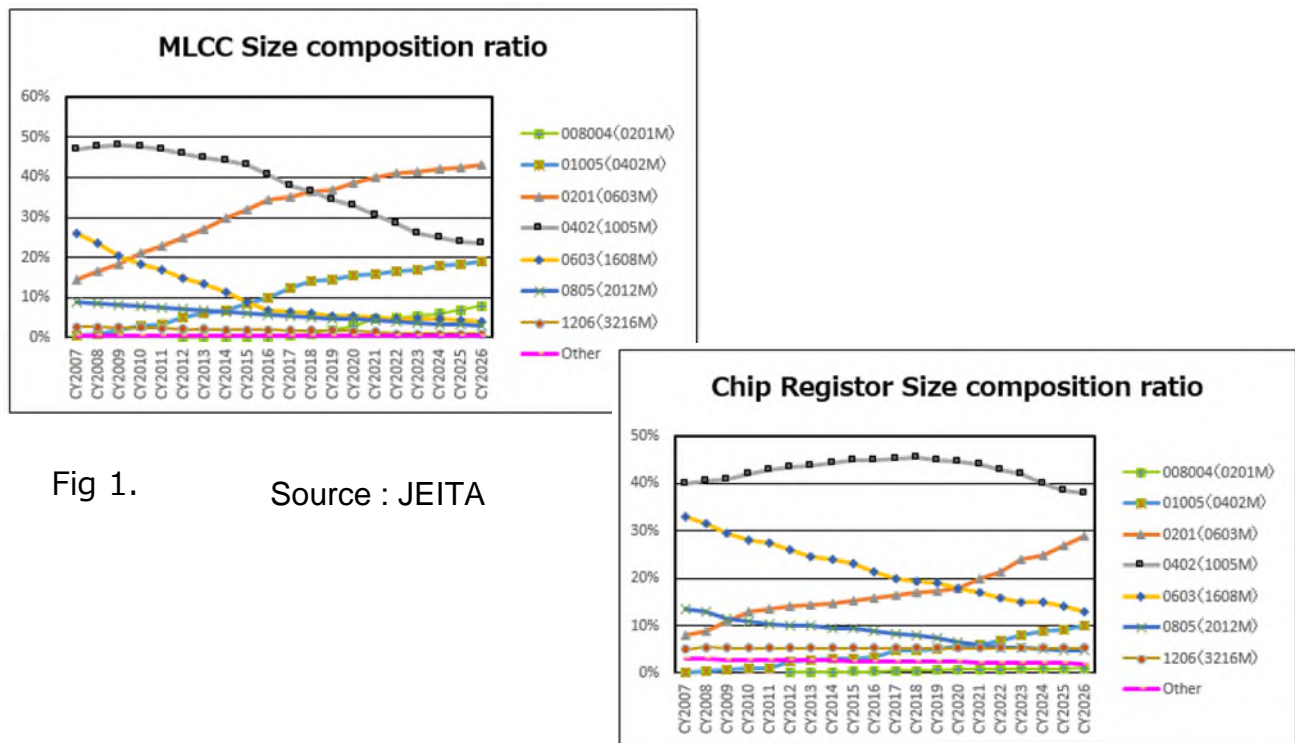 MLCC Size composition ratio
60%
50%
40%
30%
20%
10%
0%
CY2007
CY2008
CY2009
CY2010
CY2011
CY2012
CY2013
CY2014
CY2015
CY2016
CY2017
CY2018
CY2019
CY2020
CY2021
CY2022
CY2023
CY2024
CY2025
CY2026
008004(0201M)
01005(0402M)
0201(0603M)
0402(1005M)
0603(1608M)
0805(2012M)
1206(3216M)
Other
Fig 1.
Source : JEITA
Chip Registor Size composition ratio
50%
40%
30%
20%
10%
0%
CY2007
CY2008
CY2009
CY2010
CY2011
CY2012
CY2013
CY2014
CY2015
CY2016
CY2017
CY2018
CY2019
CY2020
CY2021
CY2022
CY2023
CY2024
CY2025
CY2026
008004(0201M)
01005(0402M)
0201(0603M)
0402(1005M)
0603(1608M)
0805(2012M)
1206(3216M)
Other